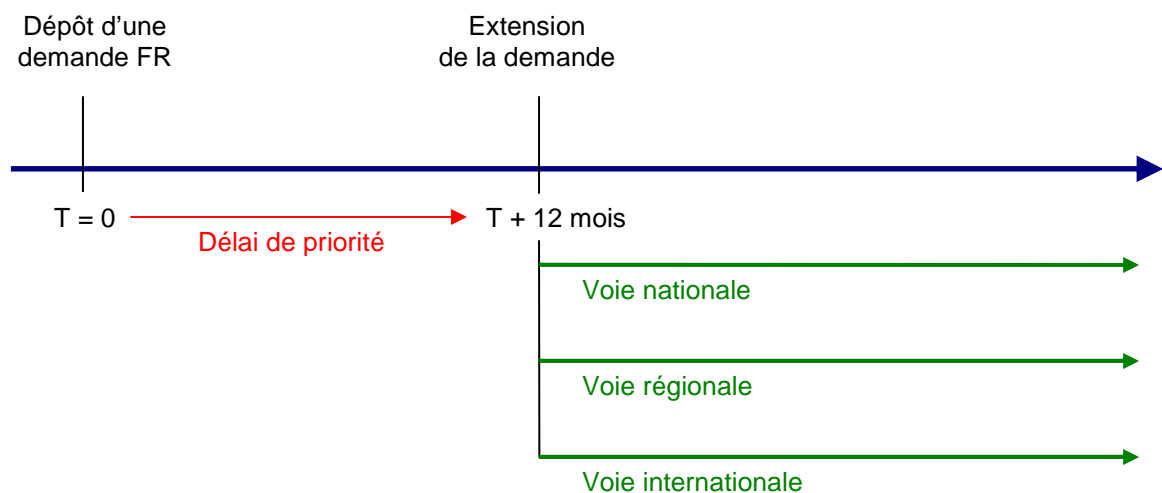 Dépôt d’une
demande FR
Extension
de la demande
T = 0
Délai de priorité
T + 12 mois
Voie nationale
Voie régionale
Voie internationale